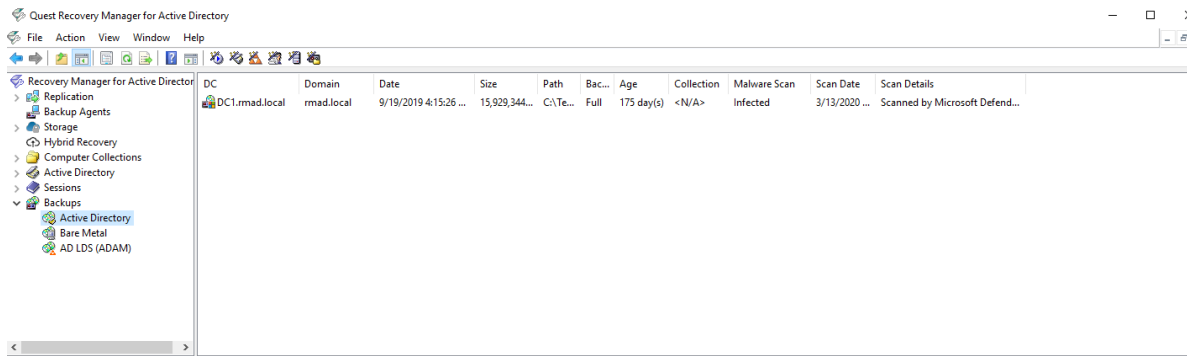 Quest Recovery Manager for Active Directory
File Action View Window Help
Recovery Manager for Active Director
Replication
Backup Agents
Storage
Hybrid Recovery
Computer Collections
Active Directory
Sessions
Backups
Active Directory
Bare Metal
AD LDS (ADAM)
DC Domain Date Size Path Bac... Age Collection Malware Scan Scan Date Scan Details
DC1.rmad.local rmad.local 9/19/2019 4:15:26 ... 15,929,344... C:\Te... Full 175 day(s) <N/A> Infected 3/13/2020 ... Scanned by Microsoft Defend...